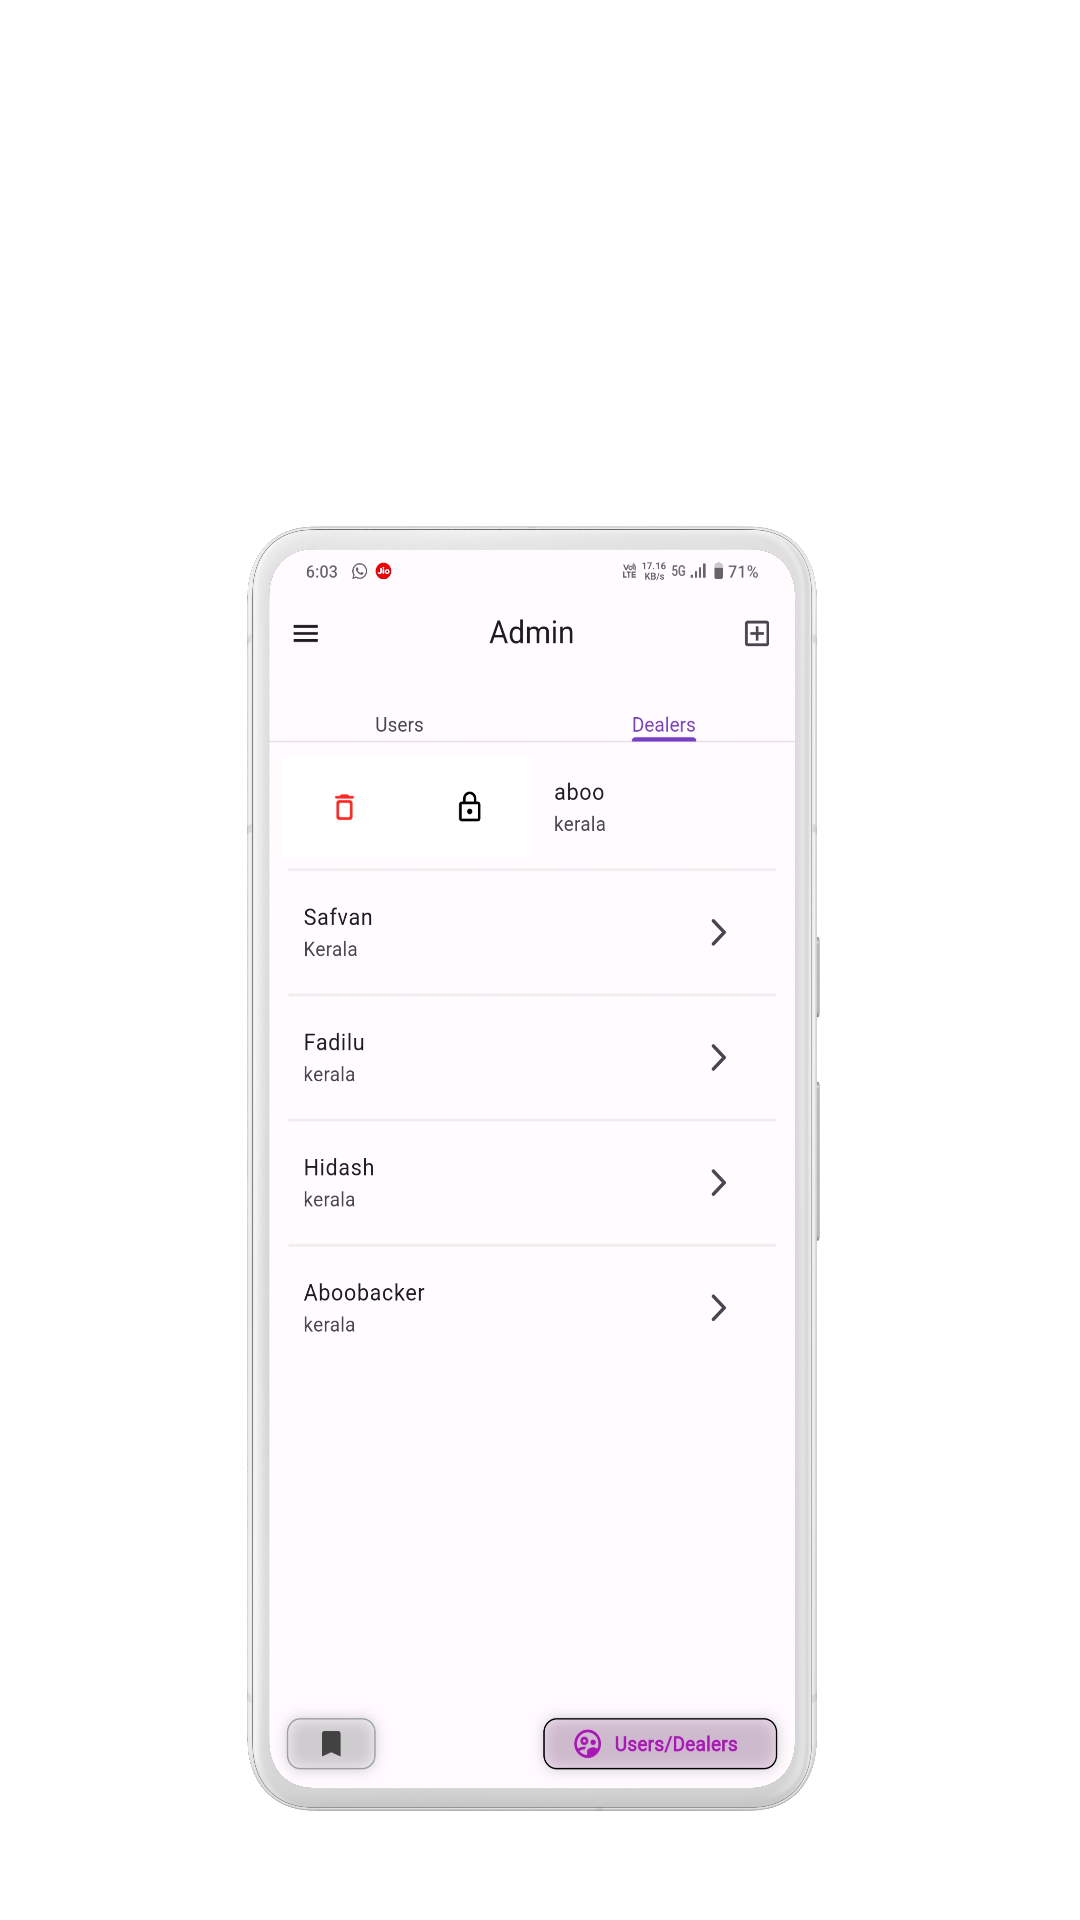 6:03 Jio Vo)) LTE 17.16 KB/s 5G 71%
Admin
Users Dealers
aboo
kerala
Safvan
Kerala
Fadilu
kerala
Hidash
kerala
Aboobacker
kerala
Users/Dealers